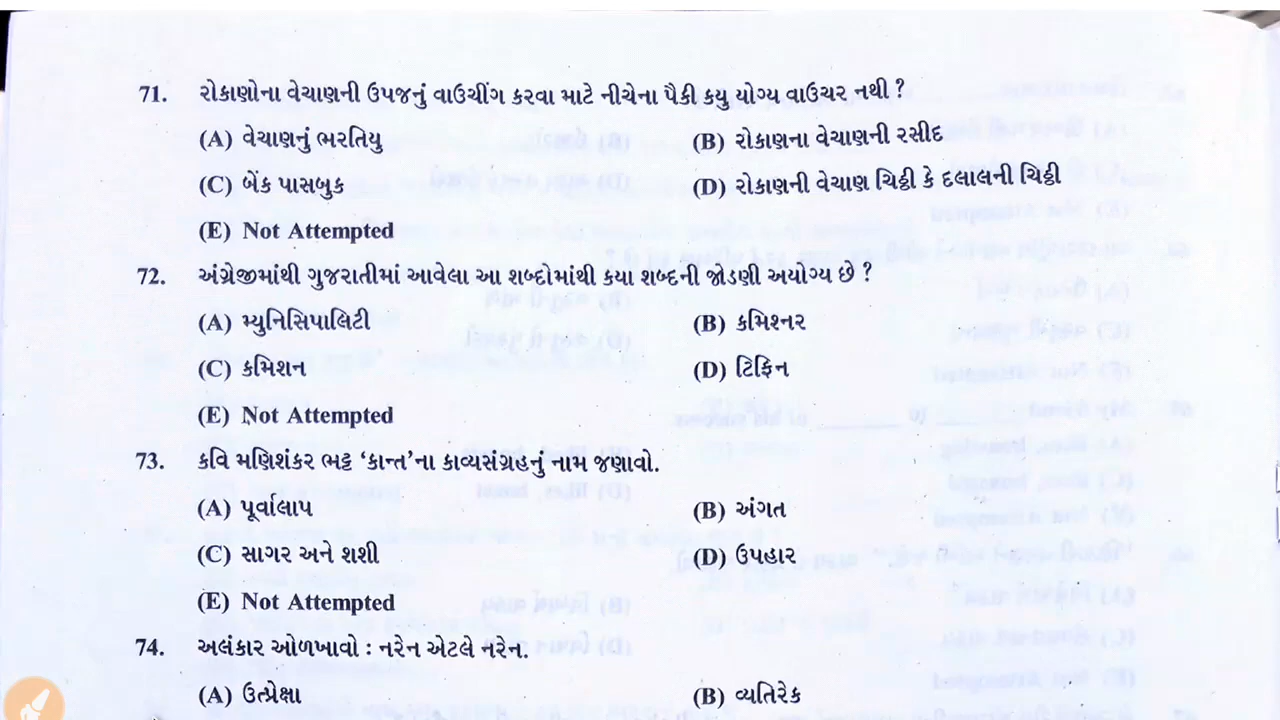 71. રોકાણોના વેચાણની ઉપજનું વાઉચીંગ કરવા માટે નીચેના પૈકી કયુ યોગ્ય વાઉચર નથી ?
(A) વેચાણનું ભરતિયુ (B) રોકાણના વેચાણની રસીદ
(C) બેંક પાસબુક (D) રોકાણની વેચાણ ચિઠ્ઠી કે દલાલની ચિઠ્ઠી
(E) Not Attempted
72. અંગ્રેજીમાંથી ગુજરાતીમાં આવેલા આ શબ્દોમાંથી કયા શબ્દની જોડણી અયોગ્ય છે ?
(A) મ્યુનિસિપાલિટી (B) કમિશ્નર
(C) કમિશન (D) ટિફિન
(E) Not Attempted
73. કવિ મણિશંકર ભટ્ટ ‘કાન્ત’ના કાવ્યસંગ્રહનું નામ જણાવો.
(A) પૂર્વાલાપ (B) અંગત
(C) સાગર અને શશી (D) ઉપહાર
(E) Not Attempted
74. અલંકાર ઓળખાવો : નરેન એટલે નરેન.
(A) ઉત્પ્રેક્ષા (B) વ્યતિરેક